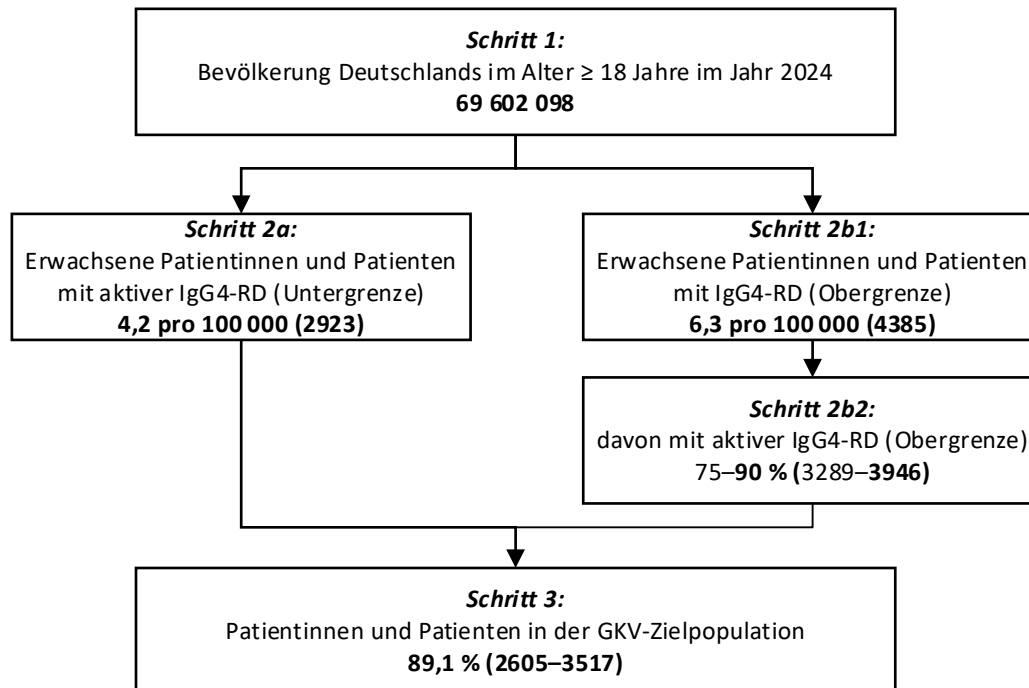 Schritt 1:
Bevölkerung Deutschlands im Alter ≥ 18 Jahre im Jahr 2024
69 602 098
Schritt 2a:
Erwachsene Patientinnen und Patienten
mit aktiver IgG4-RD (Untergrenze)
4,2 pro 100 000 (2923)
Schritt 2b1:
Erwachsene Patientinnen und Patienten
mit IgG4-RD (Obergrenze)
6,3 pro 100 000 (4385)
Schritt 2b2:
davon mit aktiver IgG4-RD (Obergrenze)
75–90 % (3289–3946)
Schritt 3:
Patientinnen und Patienten in der GKV-Zielpopulation
89,1 % (2605–3517)